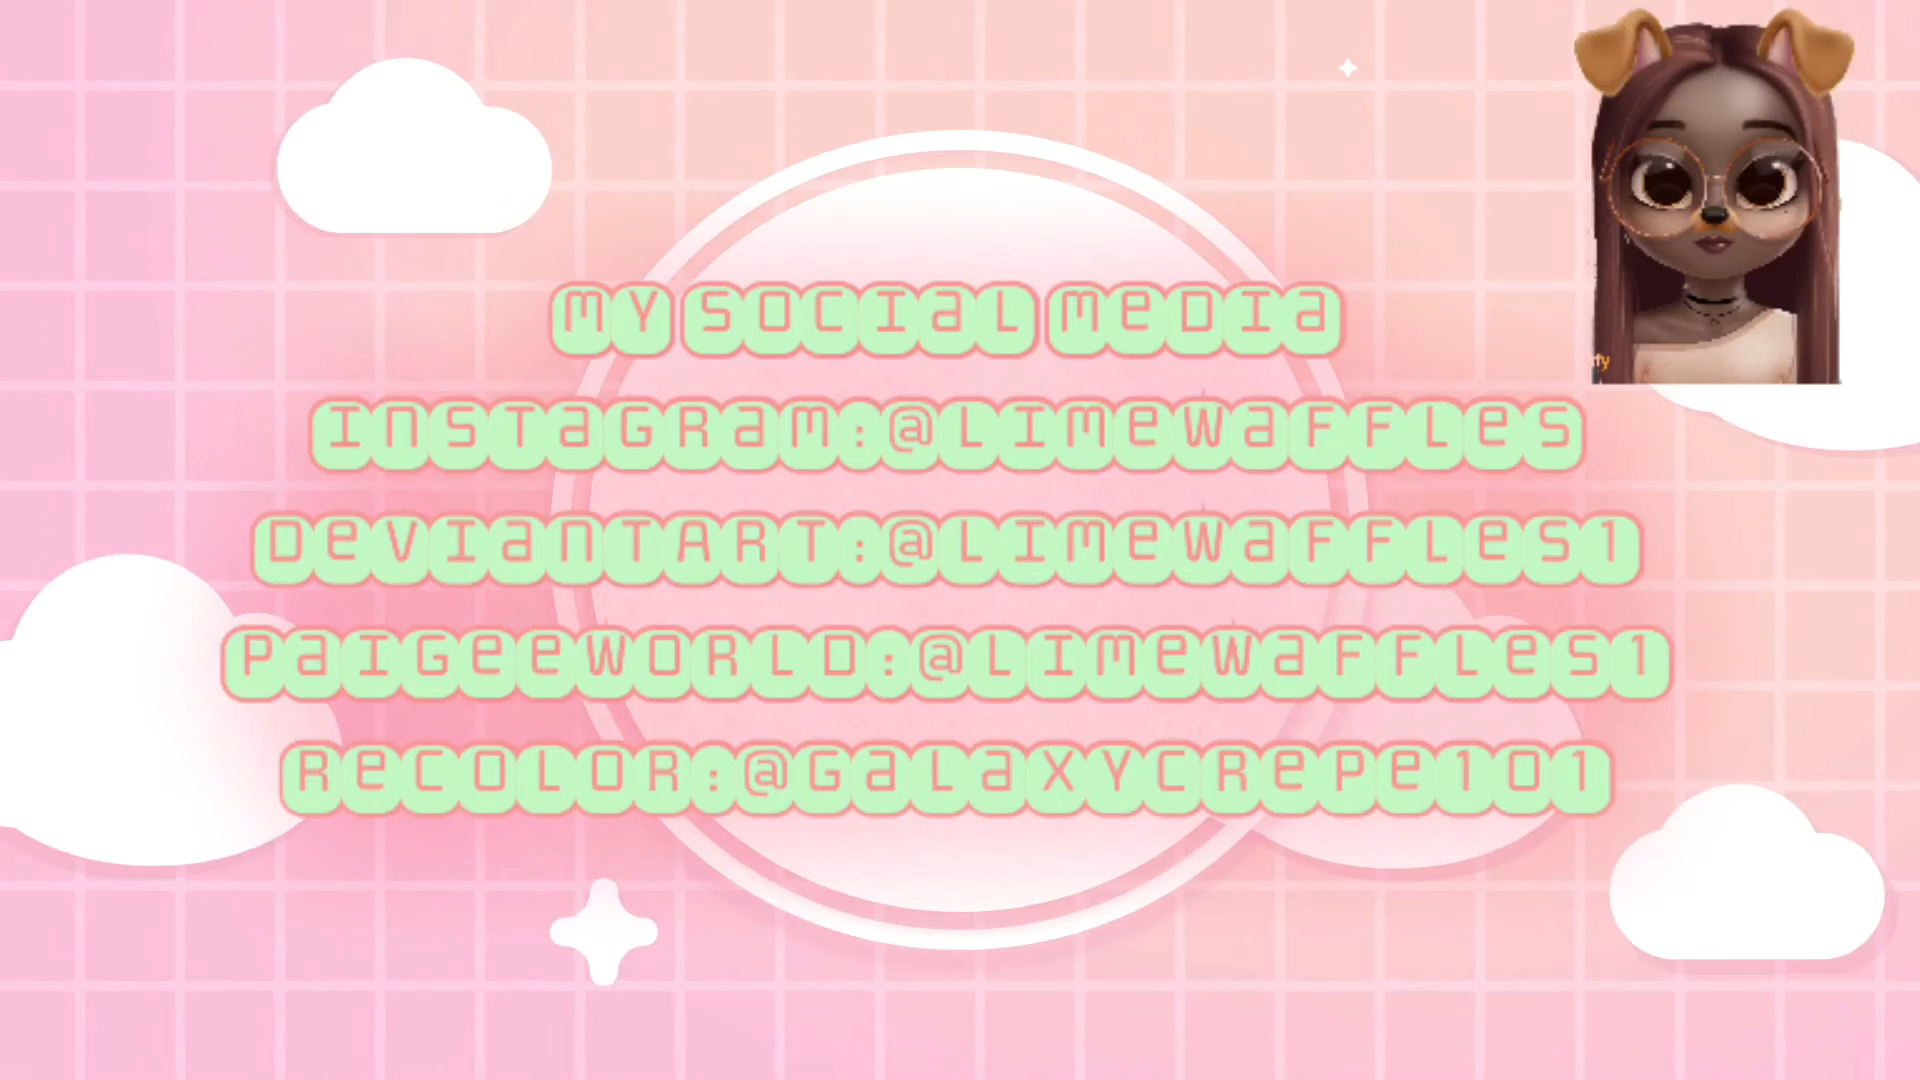 MY SOCIaL MeDIa
INSTaGRaM:@LIMeWaFFLeS
DeVIaNTART:@LIMeWaFFLeS1
PaIGeeWORLD:@LIMeWaFFLeS1
ReCOLOR:@GaLaXYCRePe101